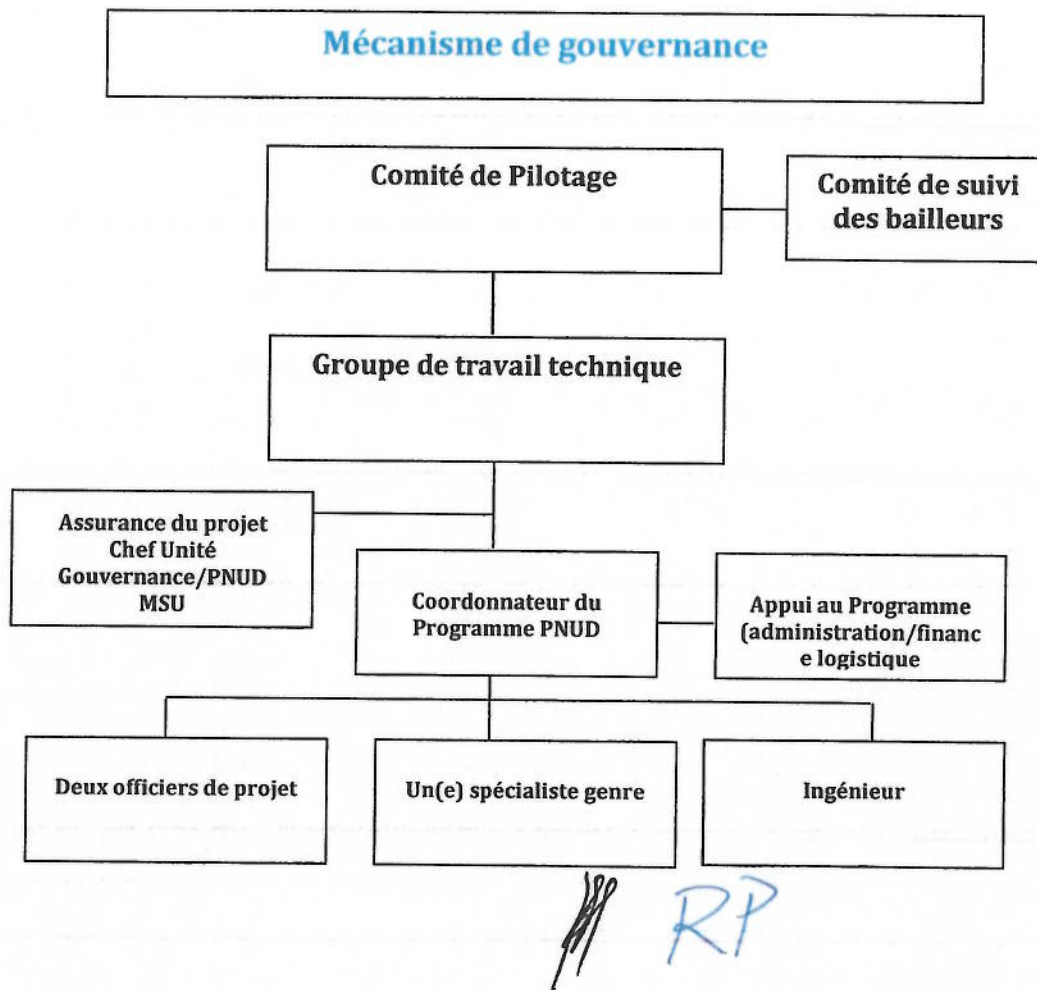 Mécanisme de gouvernance
Comité de Pilotage
Comité de suivi
des bailleurs
Groupe de travail technique
Assurance du projet
Chef Unité
Gouvernance/PNUD
MSU
Coordonnateur du
Programme PNUD
Appui au Programme
(administration/financ
e logistique
Deux officiers de projet
Un(e) spécialiste genre
Ingénieur
RP